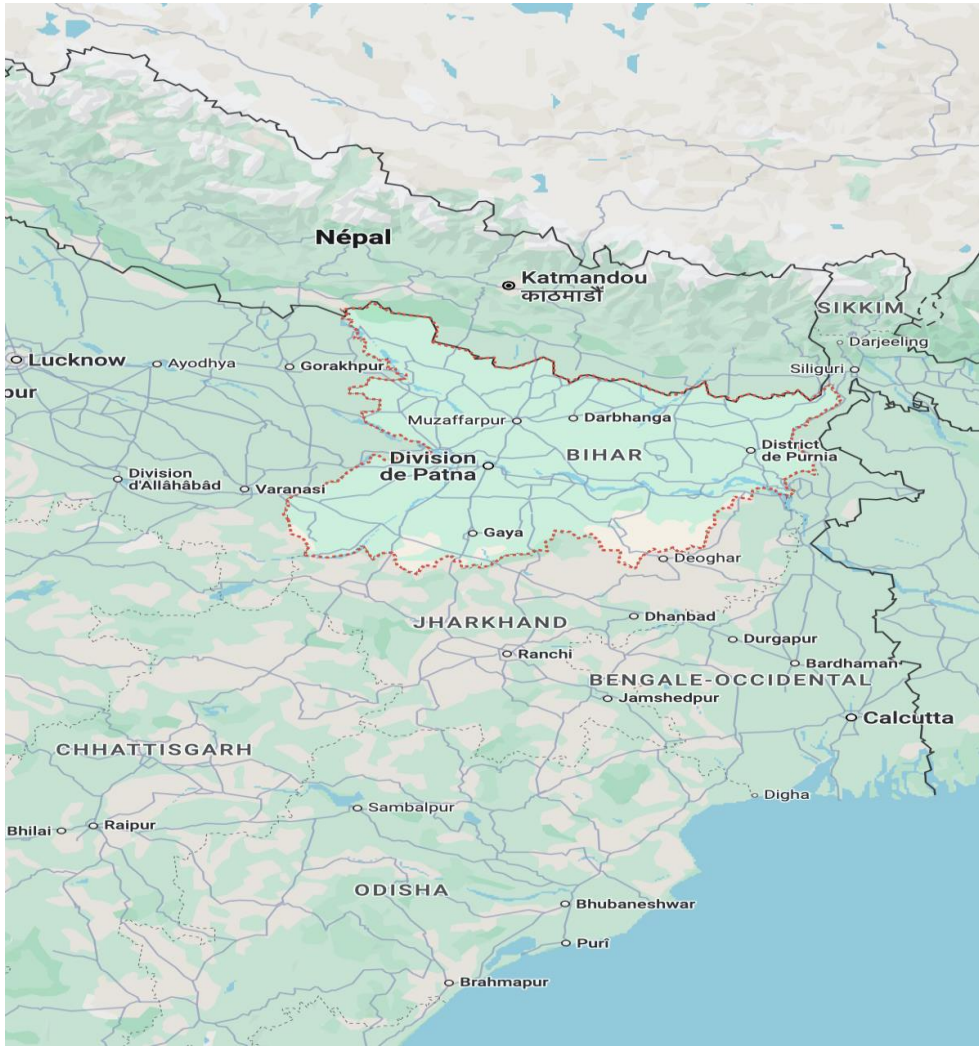 Népal
Katmandou
काठमाडौं
SIKKIM
Darjeeling
Siliguri
Lucknow
Ayodhya
Gorakhpur
pur
Muzaffarpur
Darbhanga
BIHAR
District
de Purnia
Division
de Patna
Division
d'Allâhâbâd
Varanasi
Gaya
Deoghar
JHARKHAND
Dhanbad
Durgapur
Ranchi
Bardhaman
BENGALE-OCCIDENTAL
Jamshedpur
Calcutta
CHHATTISGARH
Digha
Sambalpur
Bhilai
Raipur
ODISHA
Bhubaneshwar
Purî
Brahmapur